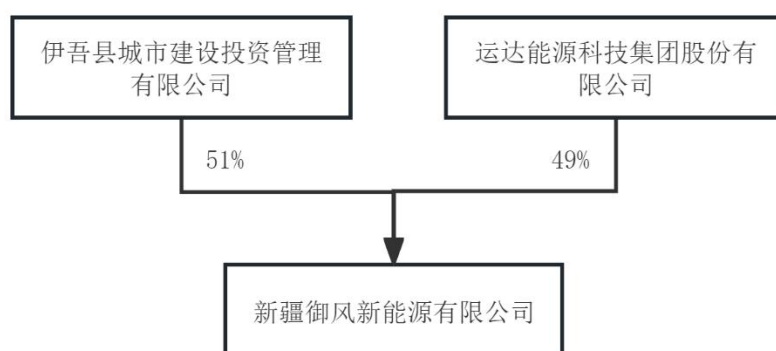 伊吾县城市建设投资管理
有限公司
运达能源科技集团股份有
限公司
51%
49%
新疆御风新能源有限公司